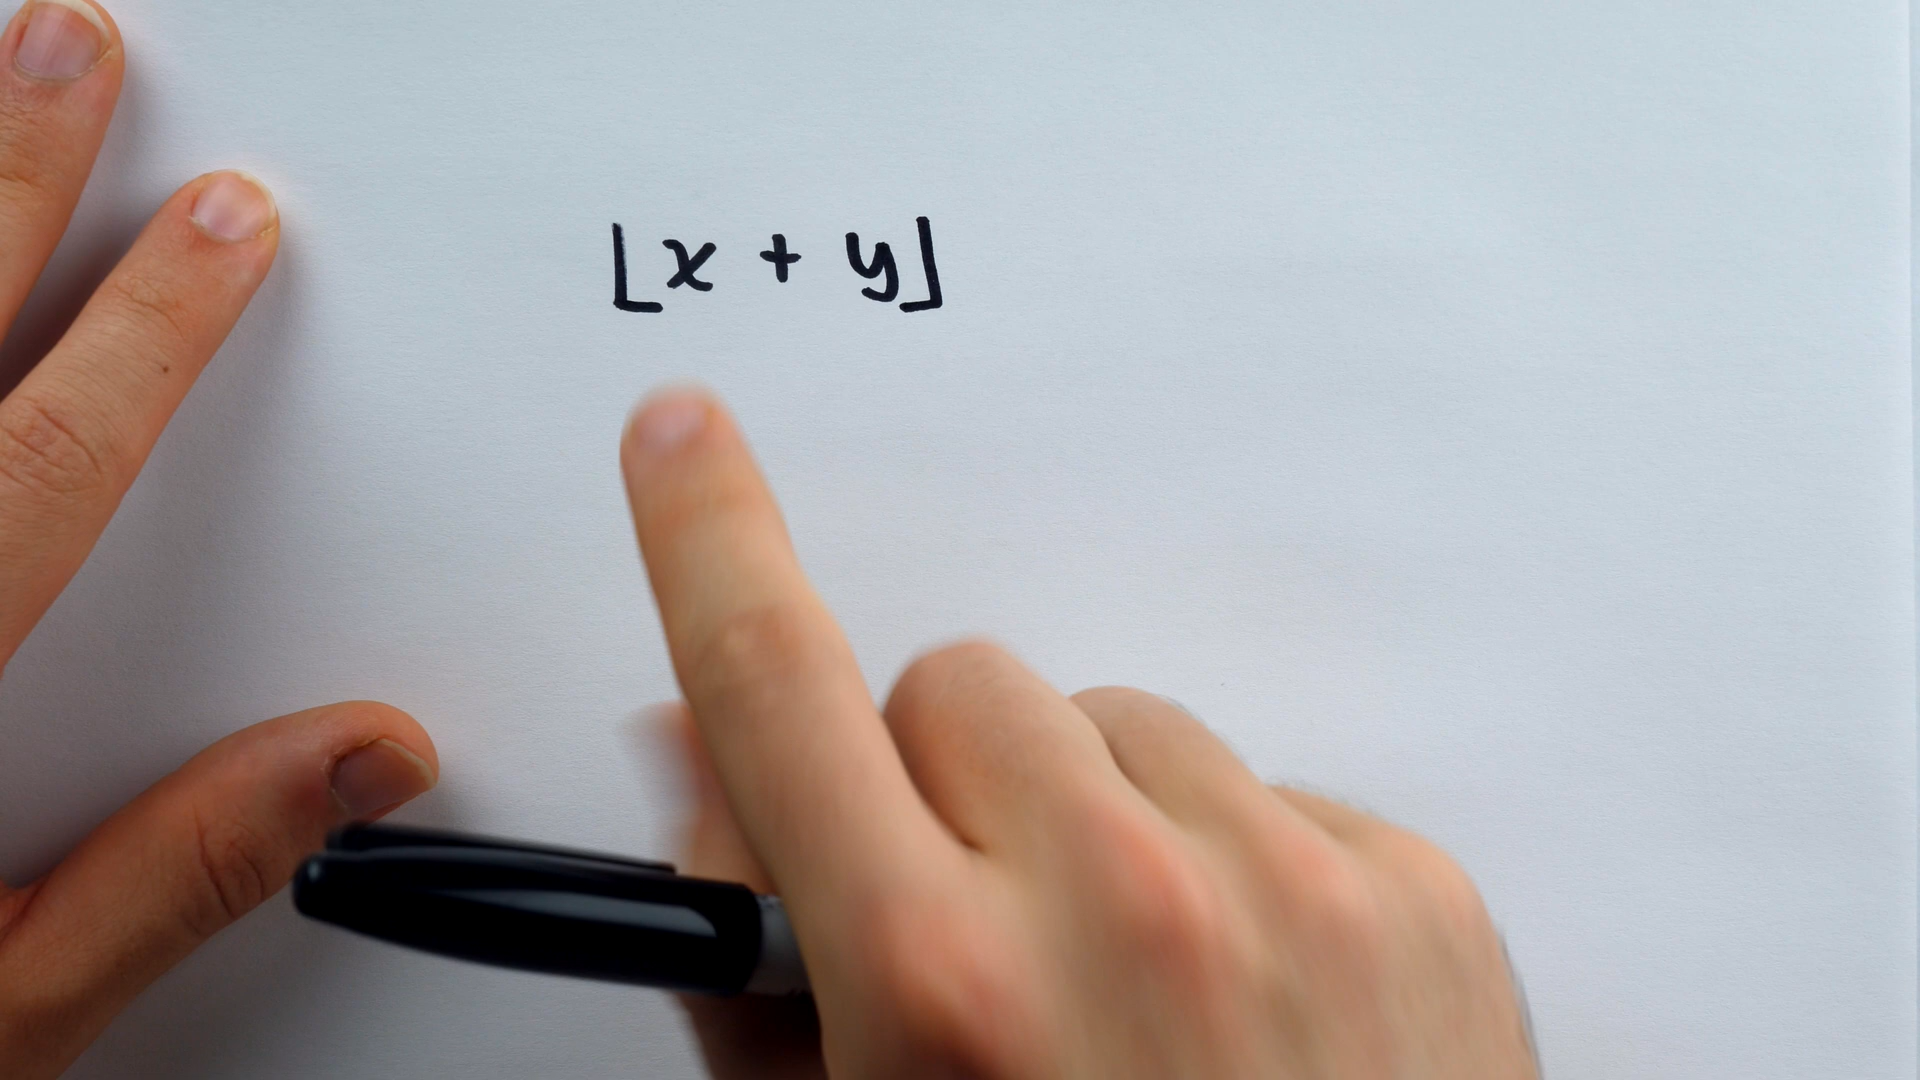 ⌊x + y⌋